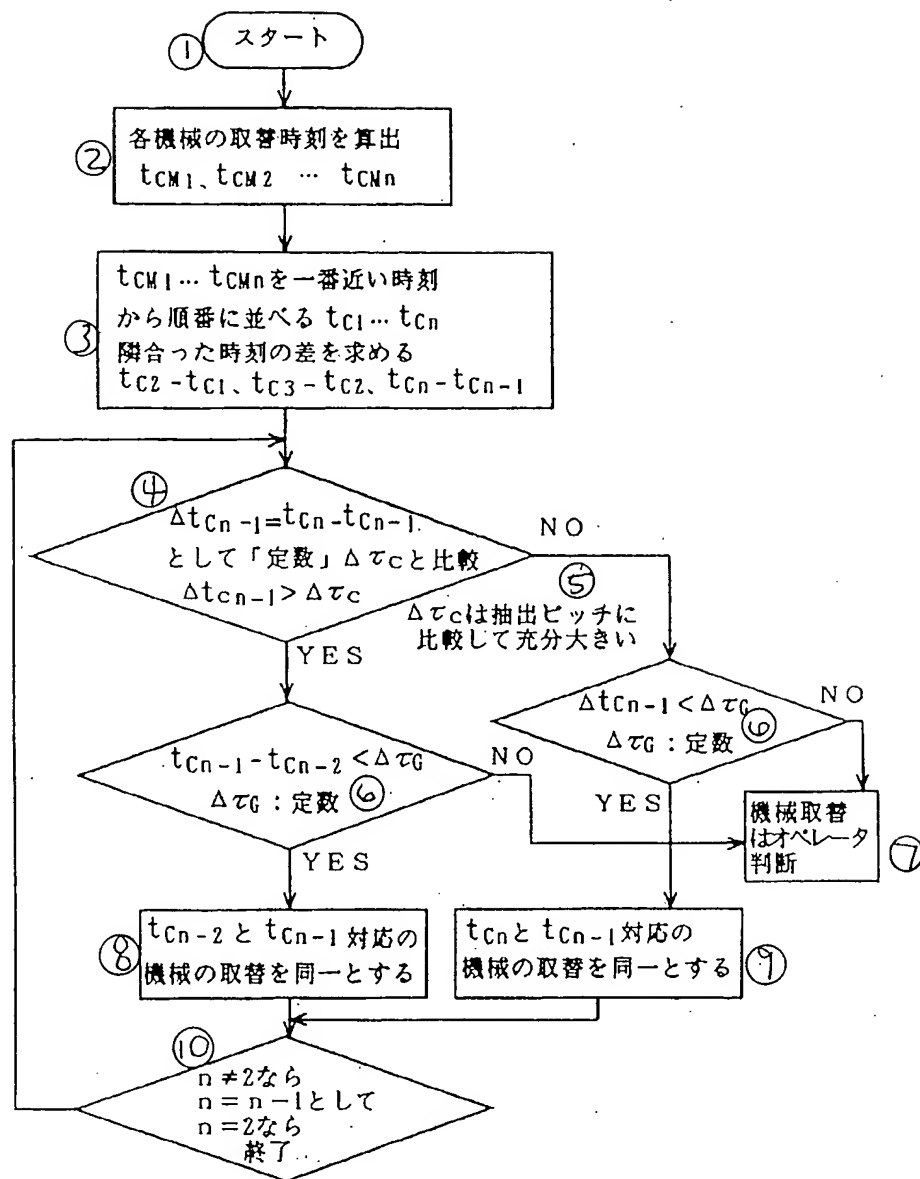 ① スタート
② 各機械の取替時刻を算出
tCM1、tCM2 … tCMn
③ tCM1…tCMnを一番近い時刻
から順番に並べる tC1…tCn
隣合った時刻の差を求める
tC2-tC1、tC3-tC2、tCn-tCn-1
④
ΔtCn-1=tCn-tCn-1
として「定数」Δτcと比較
Δtcn-1>Δτc
NO
⑤
Δτcは抽出ピッチに
比較して充分大きい
YES
ΔtCn-1<ΔτG
ΔτG:定数 ⑥
NO
YES
tCn-1-tCn-2<ΔτG
ΔτG:定数 ⑥
NO
YES
機械取替
はオペレータ
判断
⑦
⑧ tCn-2とtCn-1対応の
機械の取替を同一とする
tCnとtCn-1対応の
機械の取替を同一とする ⑨
⑩
n≠2なら
n=n-1として
n=2なら
終了